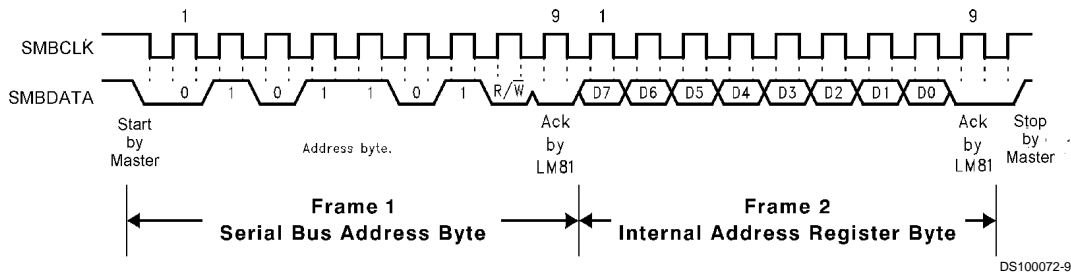 1 9 1 9
SMBCLK
SMBDATA 0 1 0 1 1 0 1 R/W̅ D7 D6 D5 D4 D3 D2 D1 D0
Start by Master
Address byte.
Ack by LM81
Ack by LM81
Stop by Master
Frame 1
Serial Bus Address Byte
Frame 2
Internal Address Register Byte
DS100072-9